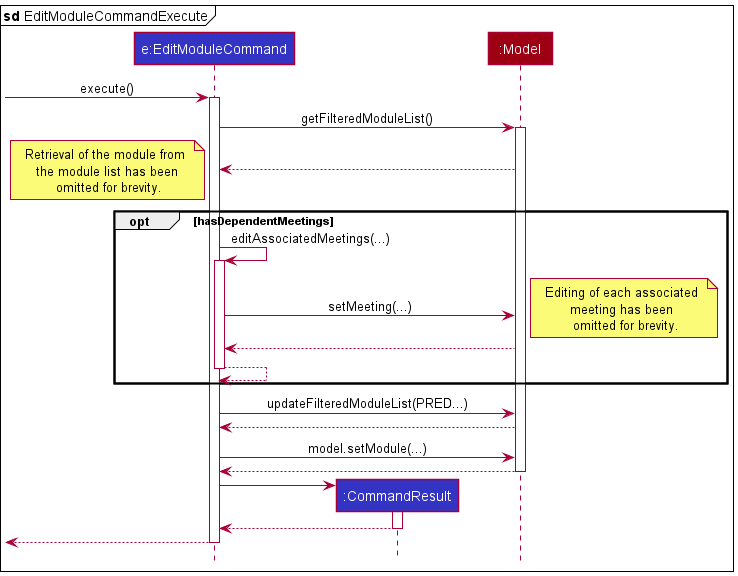 sd EditModuleCommandExecute
e:EditModuleCommand
:Model
execute()
getFilteredModuleList()
Retrieval of the module from
the module list has been
omitted for brevity.
opt
[hasDependentMeetings]
editAssociatedMeetings(...)
Editing of each associated
meeting has been
omitted for brevity.
setMeeting(...)
updateFilteredModuleList(PRED...)
model.setModule(...)
:CommandResult